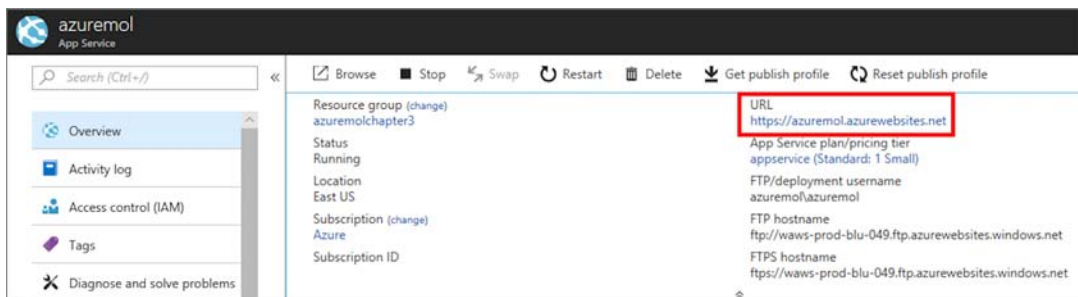 azuremol
App Service
Search (Ctrl+/)
«
Browse Stop Swap Restart Delete Get publish profile Reset publish profile
Overview
Activity log
Access control (IAM)
Tags
Diagnose and solve problems
Resource group (change)
azuremolchapter3
Status
Running
Location
East US
Subscription (change)
Azure
Subscription ID
URL
https://azuremol.azurewebsites.net
App Service plan/pricing tier
appservice (Standard: 1 Small)
FTP/deployment username
azuremol\azuremol
FTP hostname
ftp://waws-prod-blu-049.ftp.azurewebsites.windows.net
FTPS hostname
ftps://waws-prod-blu-049.ftp.azurewebsites.windows.net